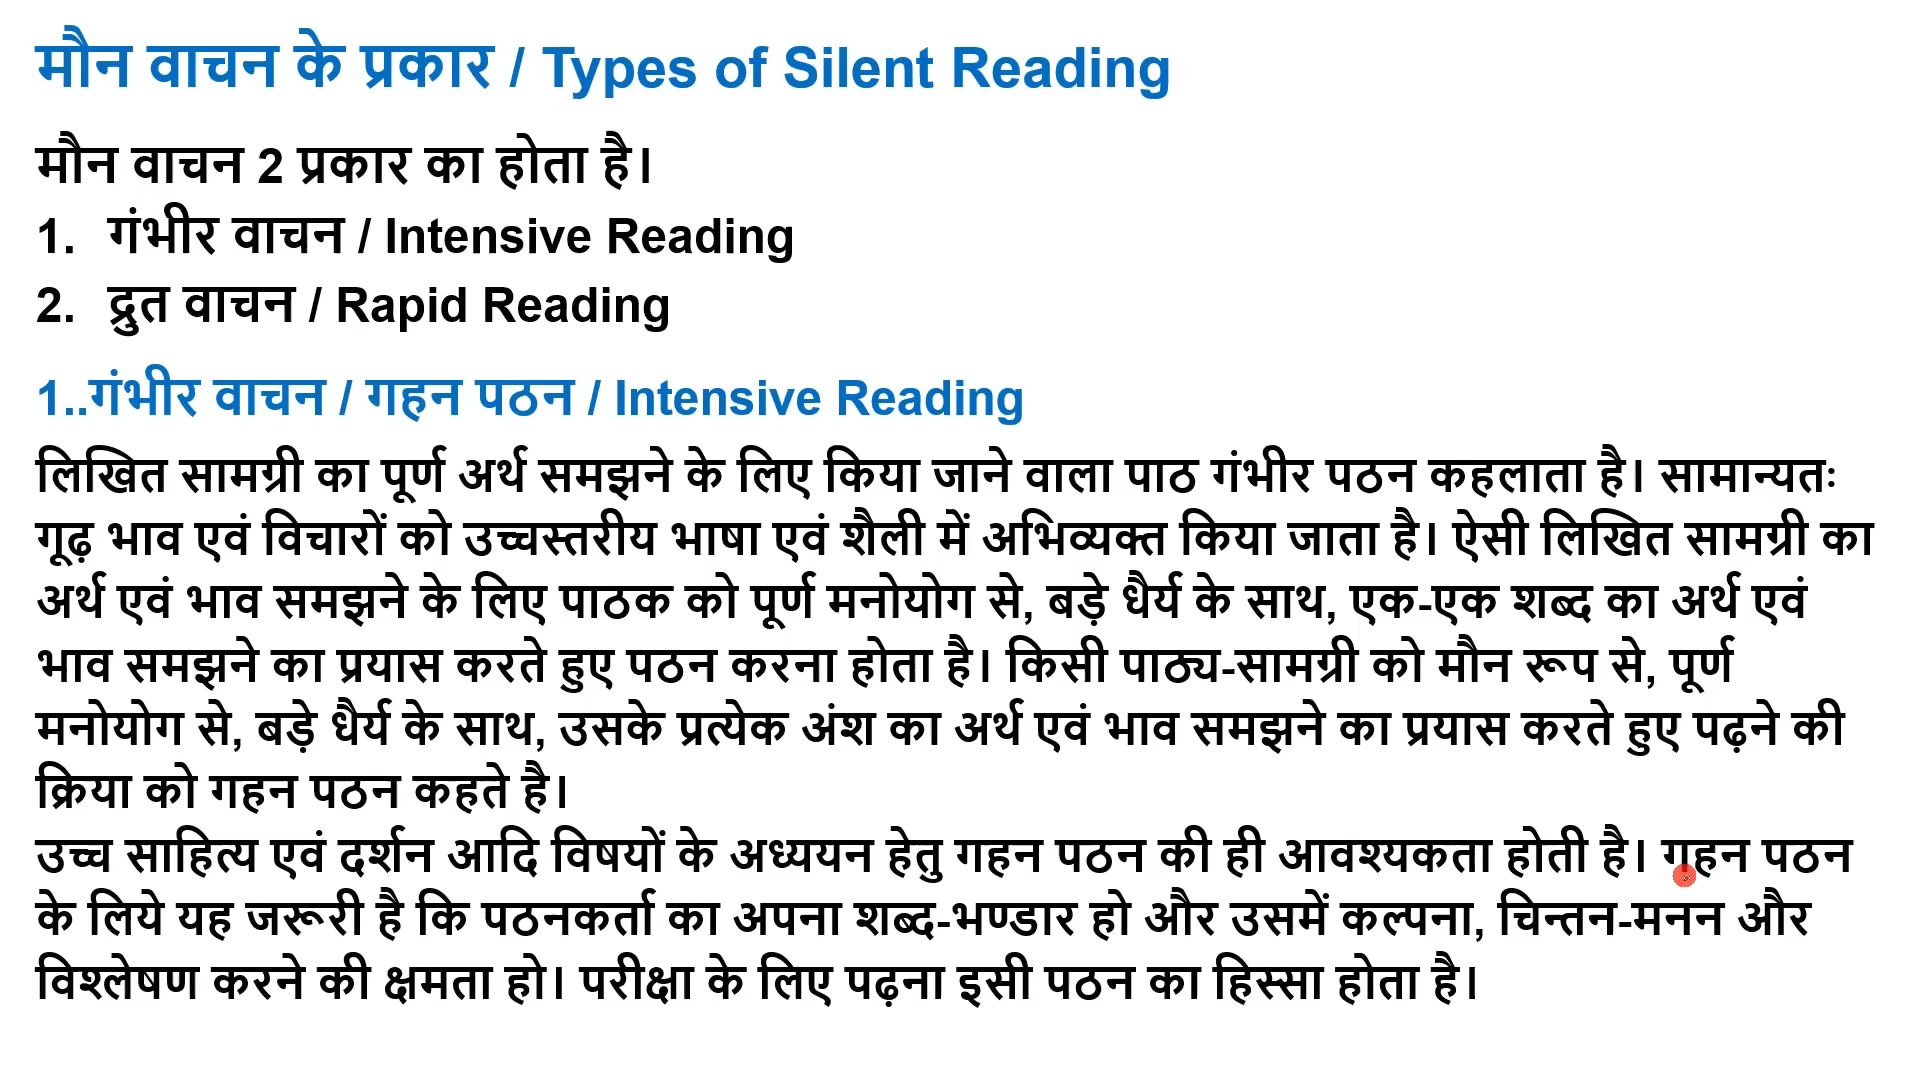 मौन वाचन के प्रकार / Types of Silent Reading
मौन वाचन 2 प्रकार का होता है।
1. गंभीर वाचन / Intensive Reading
2. द्रुत वाचन / Rapid Reading
1..गंभीर वाचन / गहन पठन / Intensive Reading
लिखित सामग्री का पूर्ण अर्थ समझने के लिए किया जाने वाला पाठ गंभीर पठन कहलाता है। सामान्यतः
गूढ़ भाव एवं विचारों को उच्चस्तरीय भाषा एवं शैली में अभिव्यक्त किया जाता है। ऐसी लिखित सामग्री का
अर्थ एवं भाव समझने के लिए पाठक को पूर्ण मनोयोग से, बड़े धैर्य के साथ, एक-एक शब्द का अर्थ एवं
भाव समझने का प्रयास करते हुए पठन करना होता है। किसी पाठ्य-सामग्री को मौन रूप से, पूर्ण
मनोयोग से, बड़े धैर्य के साथ, उसके प्रत्येक अंश का अर्थ एवं भाव समझने का प्रयास करते हुए पढ़ने की
क्रिया को गहन पठन कहते है।
उच्च साहित्य एवं दर्शन आदि विषयों के अध्ययन हेतु गहन पठन की ही आवश्यकता होती है। गहन पठन
के लिये यह जरूरी है कि पठनकर्ता का अपना शब्द-भण्डार हो और उसमें कल्पना, चिन्तन-मनन और
विश्लेषण करने की क्षमता हो। परीक्षा के लिए पढ़ना इसी पठन का हिस्सा होता है।